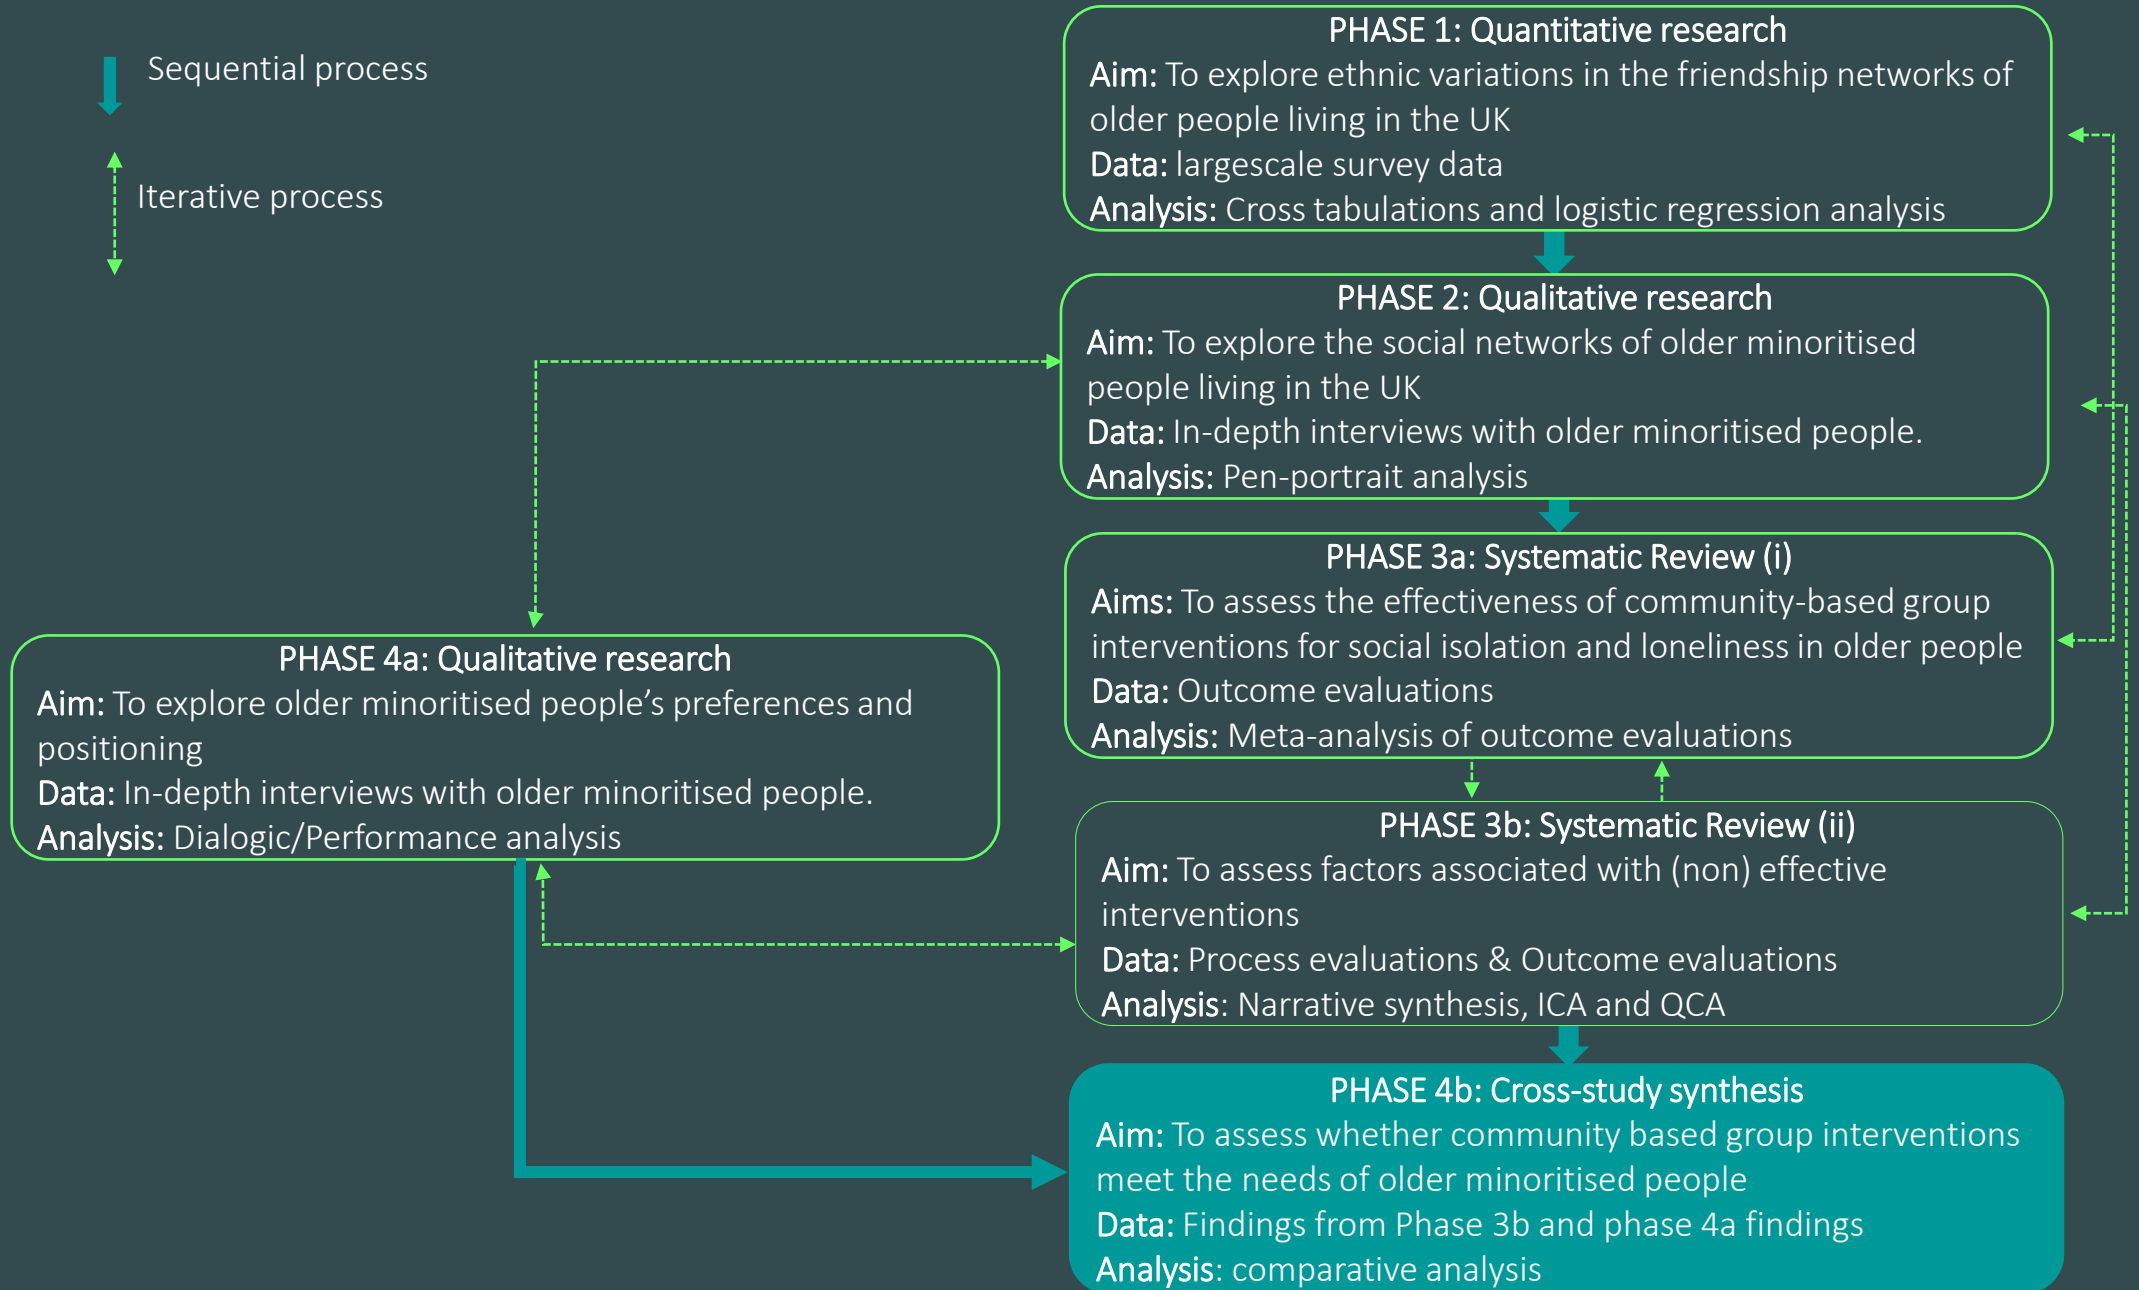 Sequential process
Iterative process
PHASE 1: Quantitative research
Aim: To explore ethnic variations in the friendship networks of
older people living in the UK
Data: largescale survey data
Analysis: Cross tabulations and logistic regression analysis
PHASE 2: Qualitative research
Aim: To explore the social networks of older minoritised
people living in the UK
Data: In-depth interviews with older minoritised people.
Analysis: Pen-portrait analysis
PHASE 3a: Systematic Review (i)
Aims: To assess the effectiveness of community-based group
interventions for social isolation and loneliness in older people
Data: Outcome evaluations
Analysis: Meta-analysis of outcome evaluations
PHASE 4a: Qualitative research
Aim: To explore older minoritised people’s preferences and
positioning
Data: In-depth interviews with older minoritised people.
Analysis: Dialogic/Performance analysis
PHASE 3b: Systematic Review (ii)
Aim: To assess factors associated with (non) effective
interventions
Data: Process evaluations & Outcome evaluations
Analysis: Narrative synthesis, ICA and QCA
PHASE 4b: Cross-study synthesis
Aim: To assess whether community based group interventions
meet the needs of older minoritised people
Data: Findings from Phase 3b and phase 4a findings
Analysis: comparative analysis